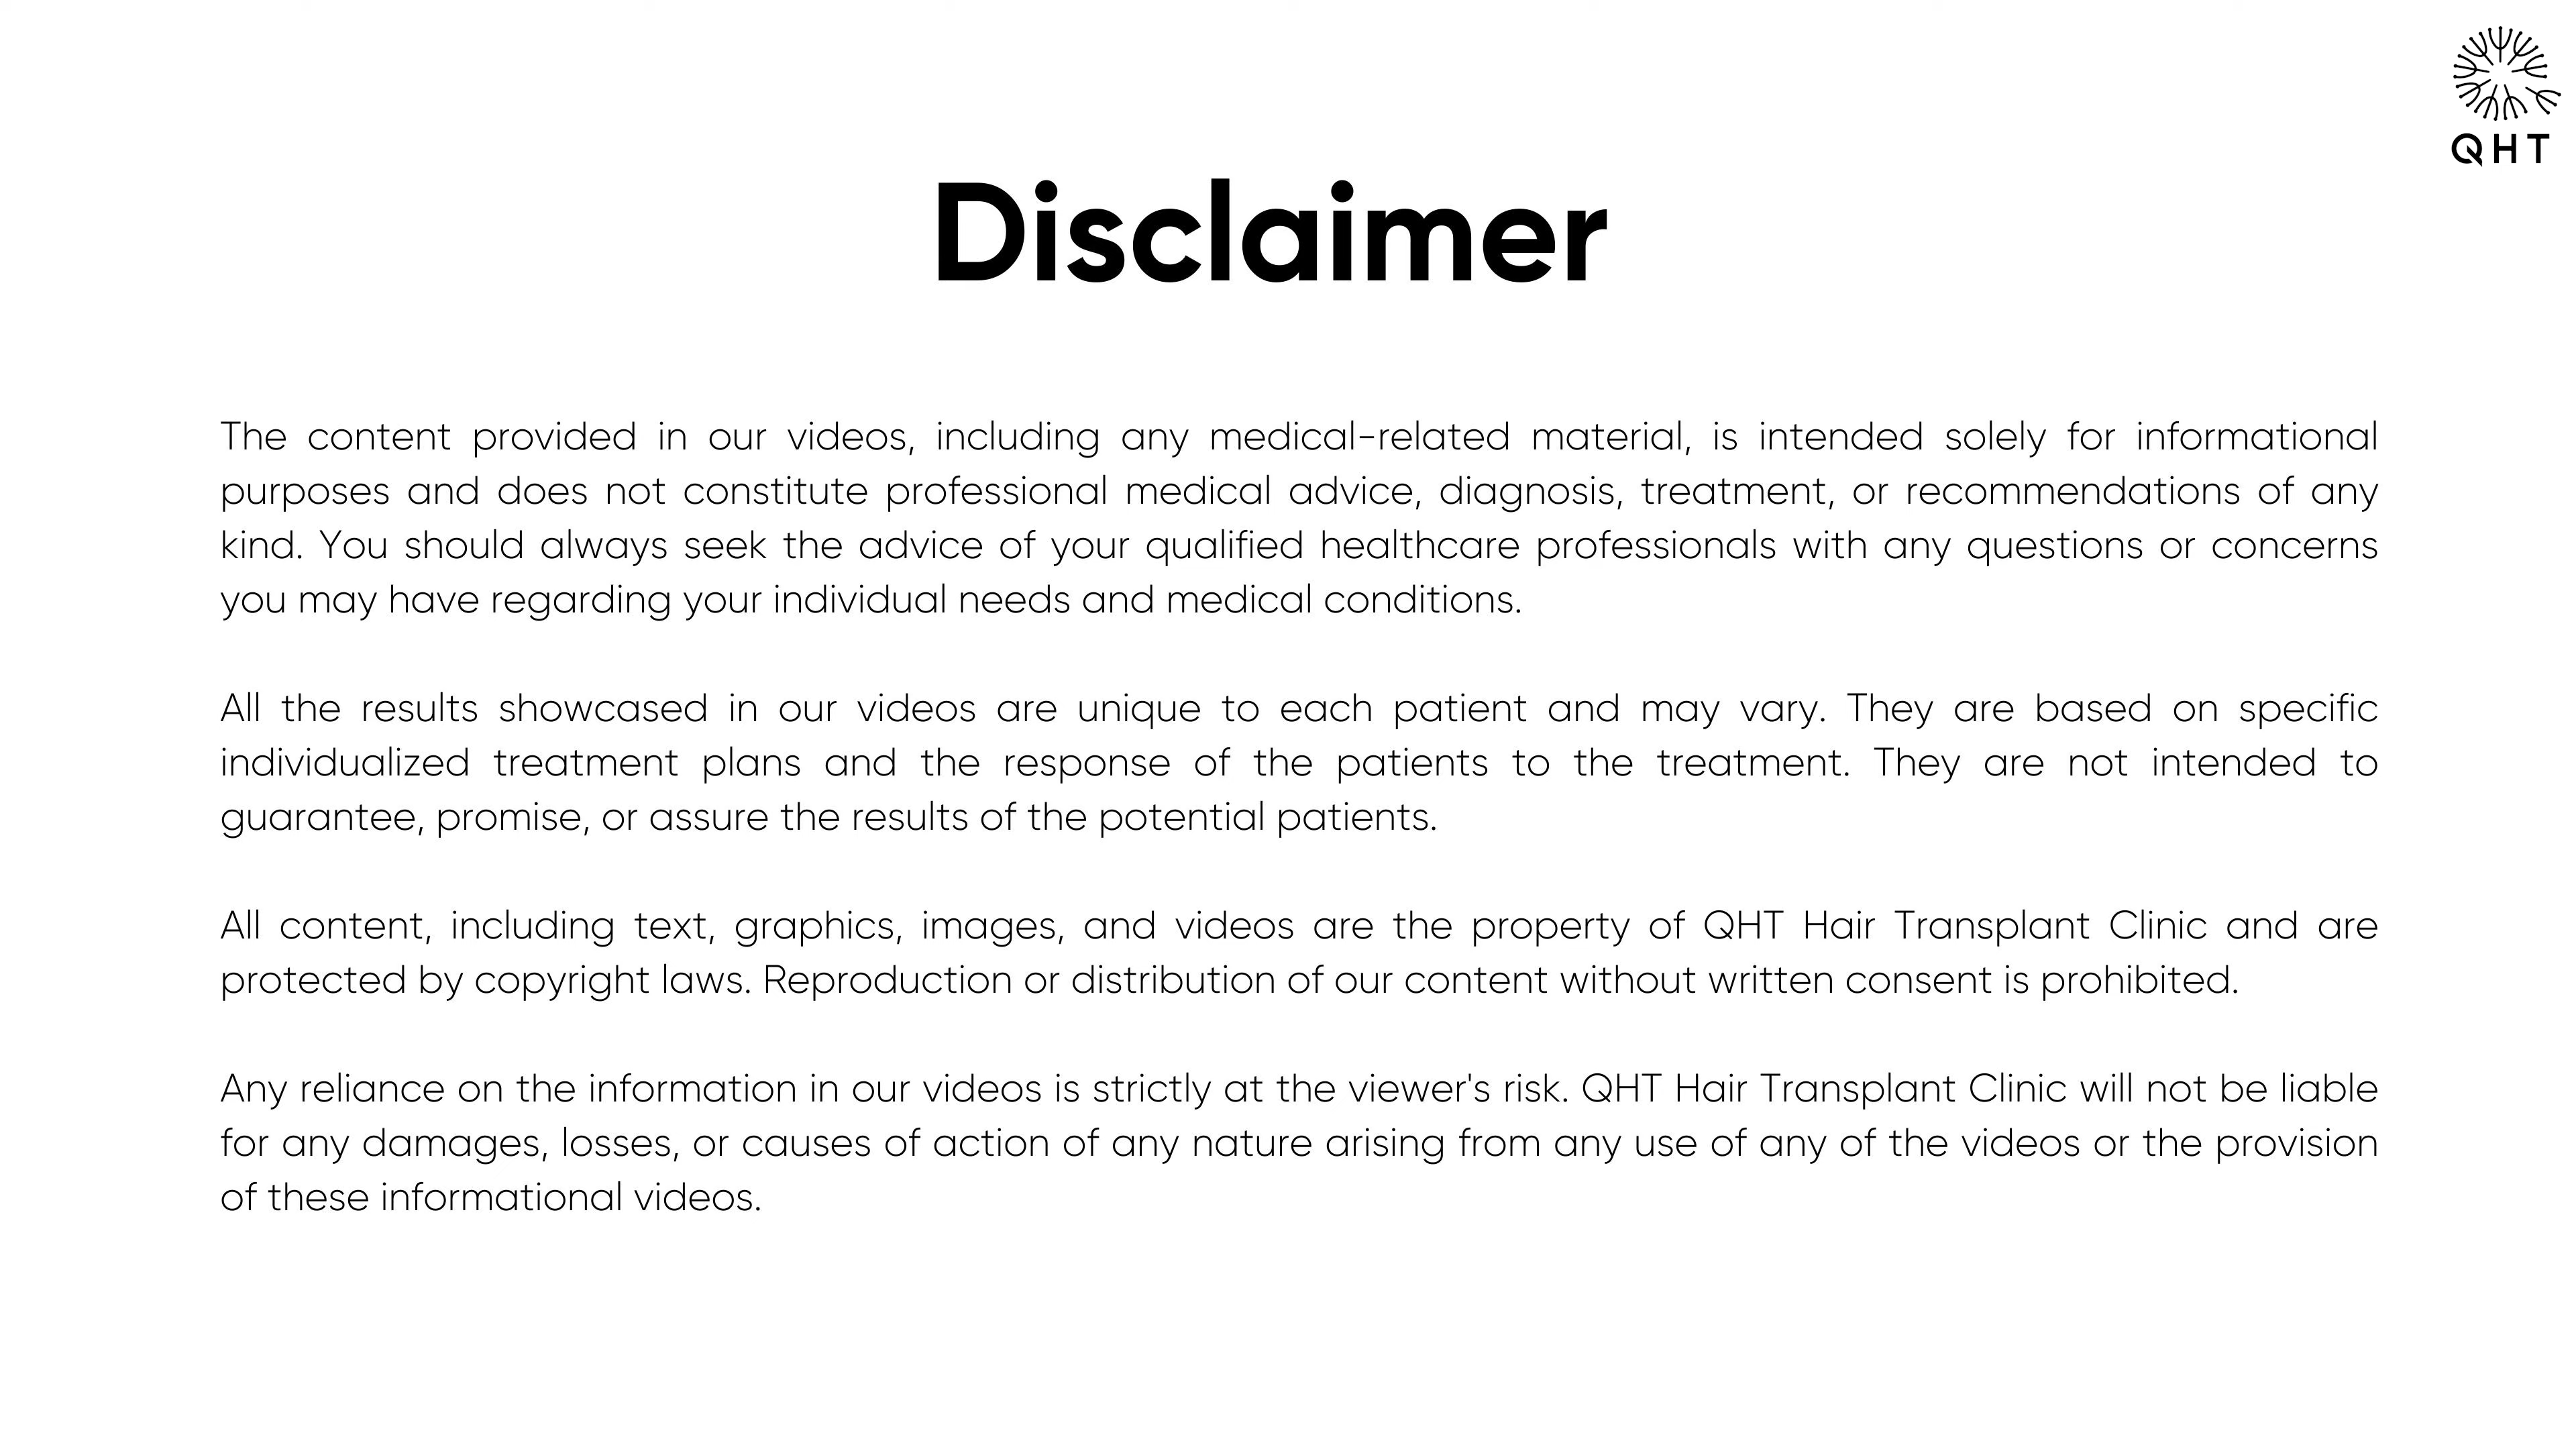 QHT
Disclaimer
The content provided in our videos, including any medical-related material, is intended solely for informational
purposes and does not constitute professional medical advice, diagnosis, treatment, or recommendations of any
kind. You should always seek the advice of your qualified healthcare professionals with any questions or concerns
you may have regarding your individual needs and medical conditions.
All the results showcased in our videos are unique to each patient and may vary. They are based on specific
individualized treatment plans and the response of the patients to the treatment. They are not intended to
guarantee, promise, or assure the results of the potential patients.
All content, including text, graphics, images, and videos are the property of QHT Hair Transplant Clinic and are
protected by copyright laws. Reproduction or distribution of our content without written consent is prohibited.
Any reliance on the information in our videos is strictly at the viewer's risk. QHT Hair Transplant Clinic will not be liable
for any damages, losses, or causes of action of any nature arising from any use of any of the videos or the provision
of these informational videos.